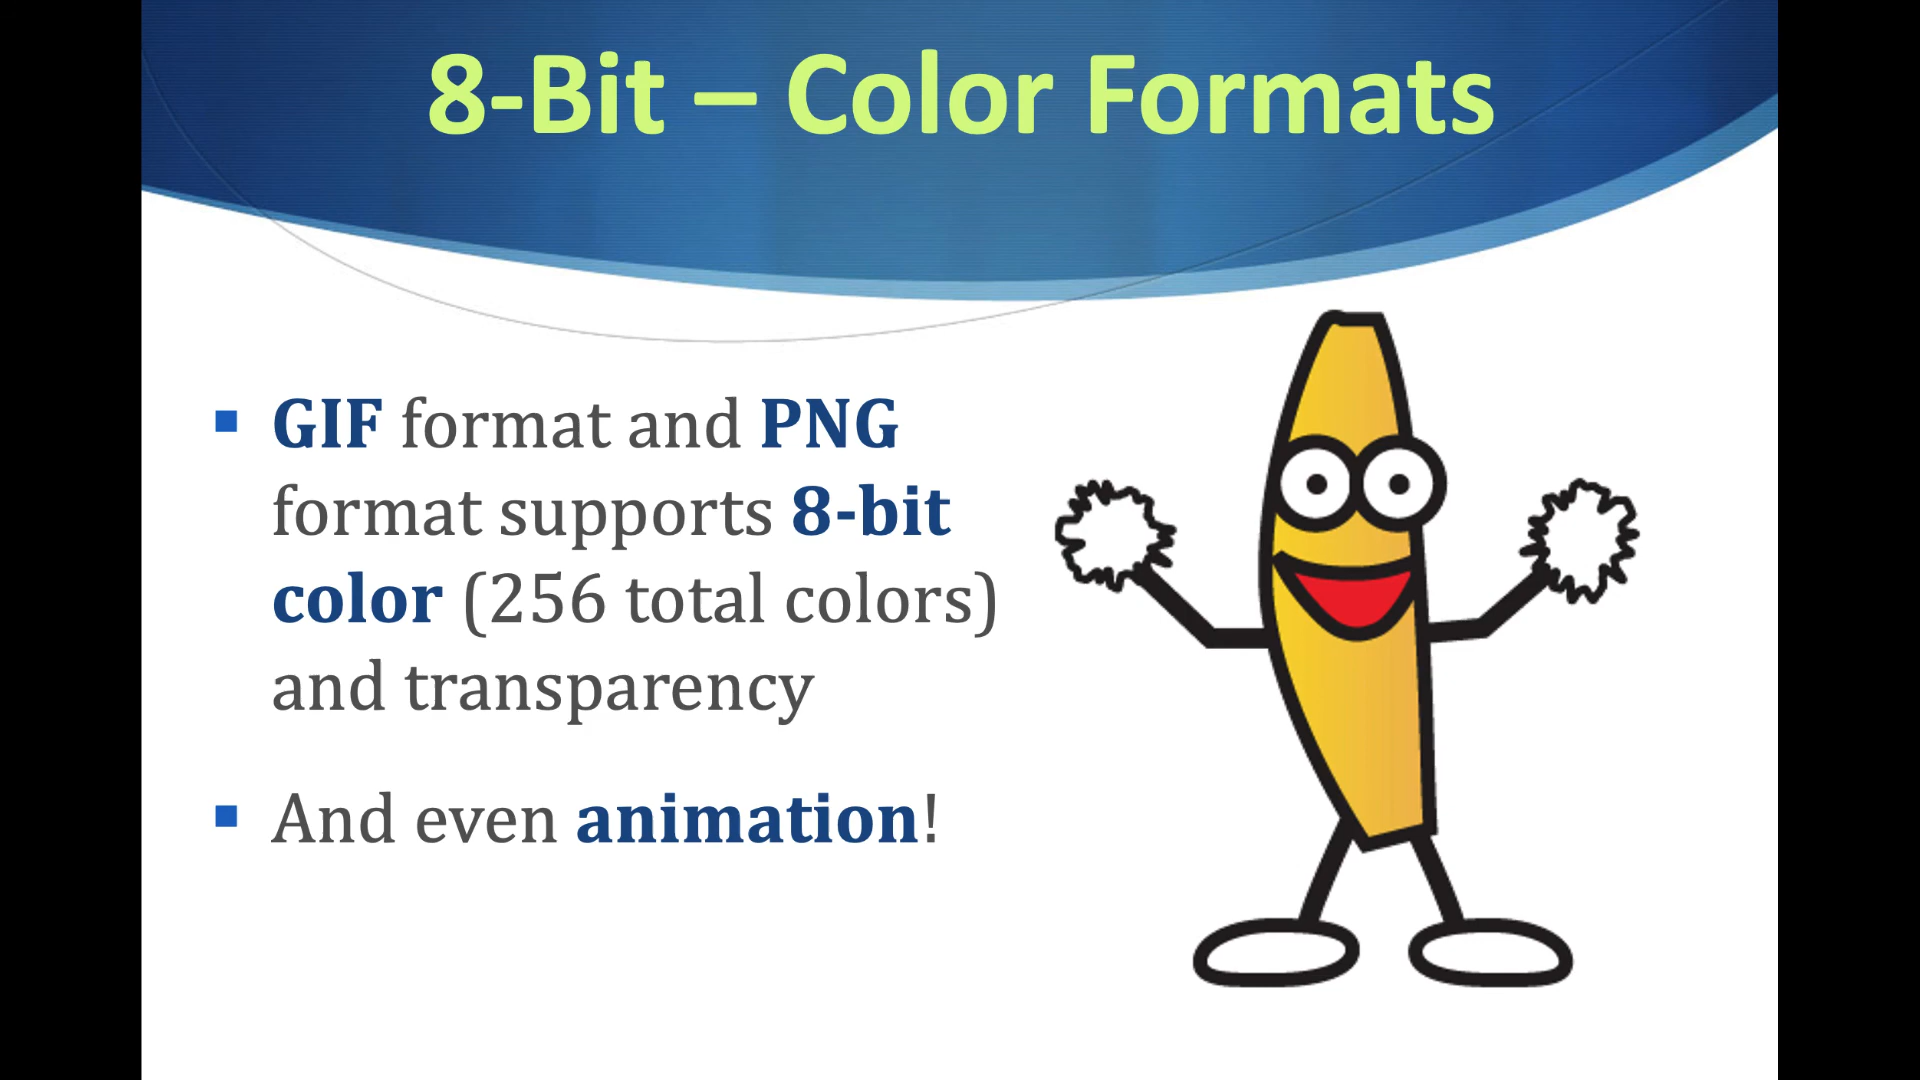 8-Bit – Color Formats
GIF format and PNG
format supports 8-bit
color (256 total colors)
and transparency
And even animation!